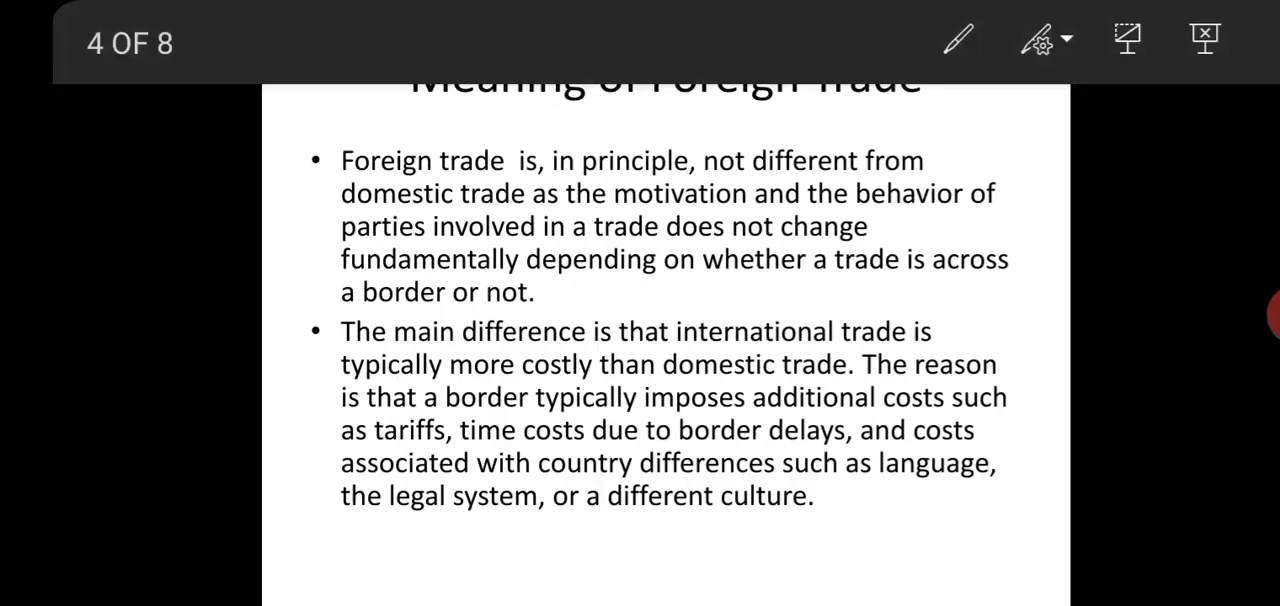 4 OF 8
Meaning of Foreign Trade
• Foreign trade  is, in principle, not different from
domestic trade as the motivation and the behavior of
parties involved in a trade does not change
fundamentally depending on whether a trade is across
a border or not.
• The main difference is that international trade is
typically more costly than domestic trade. The reason
is that a border typically imposes additional costs such
as tariffs, time costs due to border delays, and costs
associated with country differences such as language,
the legal system, or a different culture.